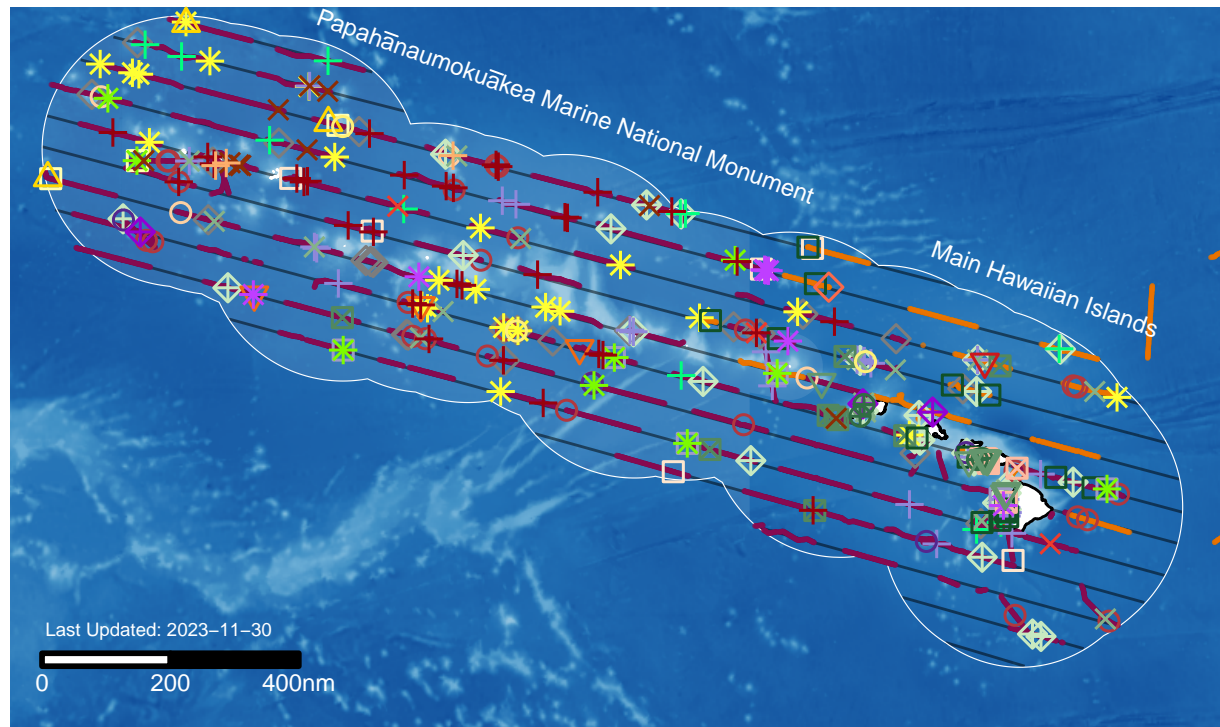 Papahānaumokuākea Marine National Monument
Main Hawaiian Islands
Last Updated: 2023−11−30
0 200 400nm